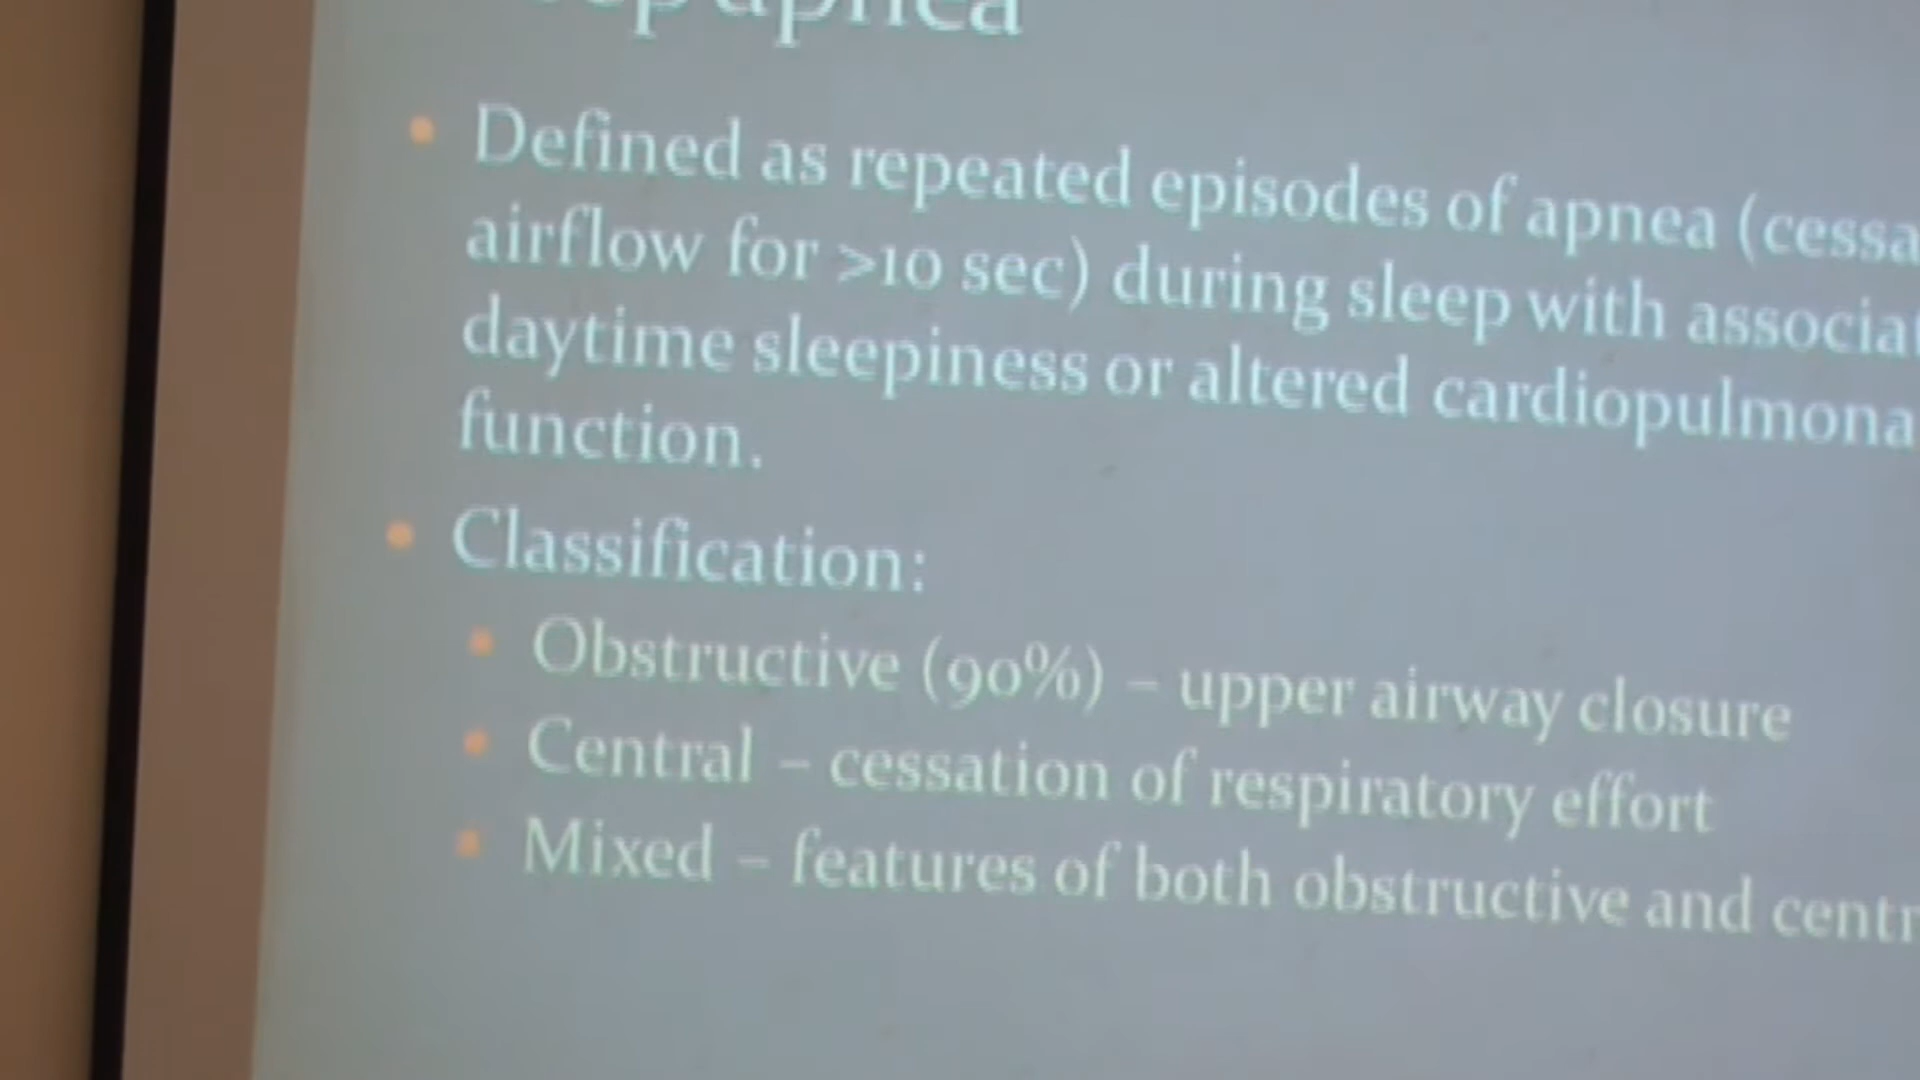 apnea
• Defined as repeated episodes of apnea (cessa
airflow for >10 sec) during sleep with associat
daytime sleepiness or altered cardiopulmona
function.
• Classification:
• Obstructive (90%) – upper airway closure
• Central – cessation of respiratory effort
• Mixed – features of both obstructive and centr